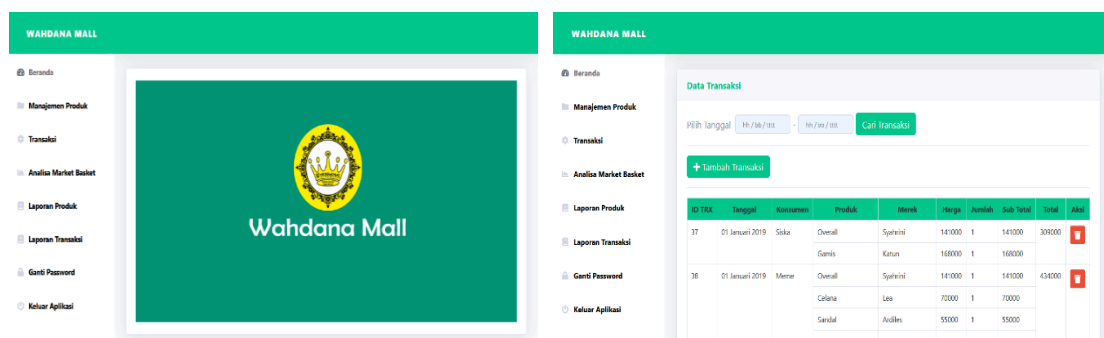 WAHDANA MALL
Beranda
Manajemen Produk
Transaksi
Analisa Market Basket
Laporan Produk
Laporan Transaksi
Ganti Password
Keluar Aplikasi
Wahdana Mall
WAHDANA MALL
Beranda
Manajemen Produk
Transaksi
Analisa Market Basket
Laporan Produk
Laporan Transaksi
Ganti Password
Keluar Aplikasi
Data Transaksi
Pilih Tanggal - Cari Transaksi
+ Tambah Transaksi
ID TRX Tanggal Konsumen Produk Merek Harga Jumlah Sub Total Total Aksi
37 01 Januari 2019 Siska Overall Syahrini 141000 1 141000 309000
Gamis Katun 168000 1 168000
38 01 Januari 2019 Meme Overall Syahrini 141000 1 141000 434000
Celana Lea 70000 1 70000
Sandal Ardiles 55000 1 55000